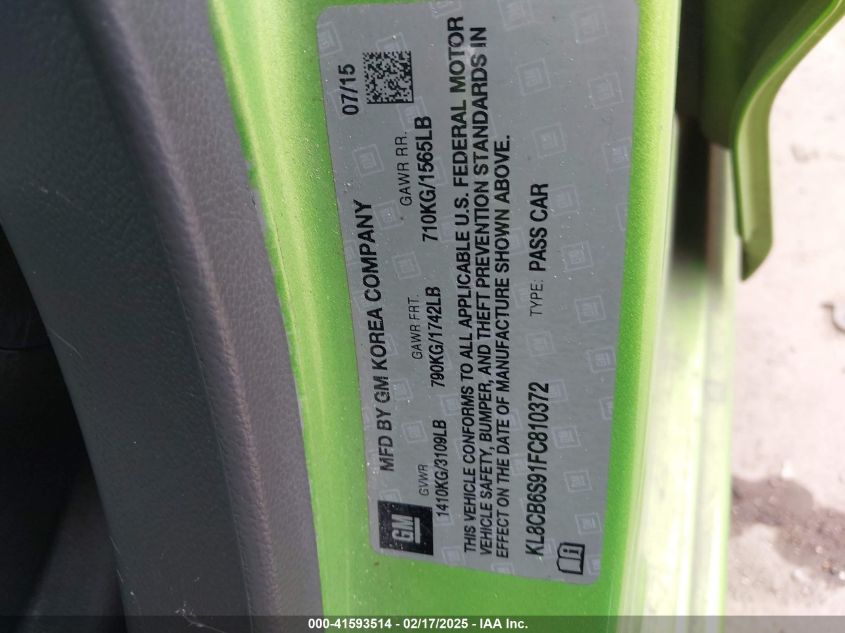 MFD BY GM KOREA COMPANY 07/15
GVWR GAWR FRT. GAWR RR.
1410KG/3109LB 790KG/1742LB 710KG/1565LB
THIS VEHICLE CONFORMS TO ALL APPLICABLE U.S. FEDERAL MOTOR
VEHICLE SAFETY, BUMPER, AND THEFT PREVENTION STANDARDS IN
EFFECT ON THE DATE OF MANUFACTURE SHOWN ABOVE.
KL8CB6S91FC810372 TYPE: PASS CAR
GM
000-41593514 - 02/17/2025 - IAA Inc.